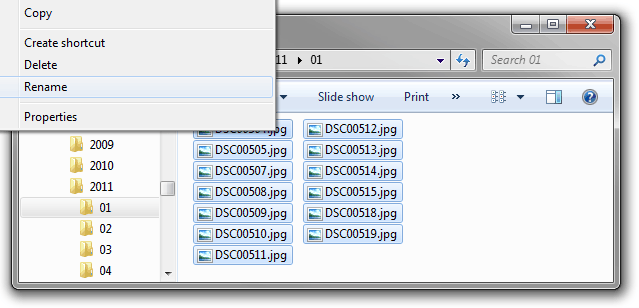 Copy
Create shortcut
Delete
Rename
Properties
11 ▸ 01
Search 01
Slide show
Print
»
2009
2010
2011
01
02
03
04
.jpg
DSC00505.jpg
DSC00507.jpg
DSC00508.jpg
DSC00509.jpg
DSC00510.jpg
DSC00511.jpg
DSC00512.jpg
DSC00513.jpg
DSC00514.jpg
DSC00515.jpg
DSC00518.jpg
DSC00519.jpg